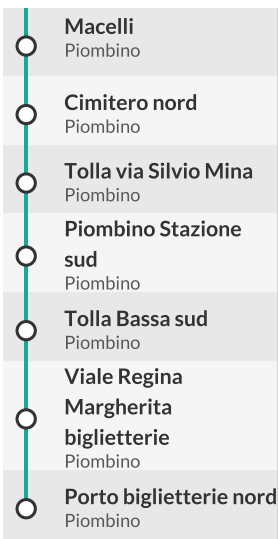 Macelli
Piombino
Cimitero nord
Piombino
Tolla via Silvio Mina
Piombino
Piombino Stazione
sud
Piombino
Tolla Bassa sud
Piombino
Viale Regina
Margherita
biglietterie
Piombino
Porto biglietterie nord
Piombino